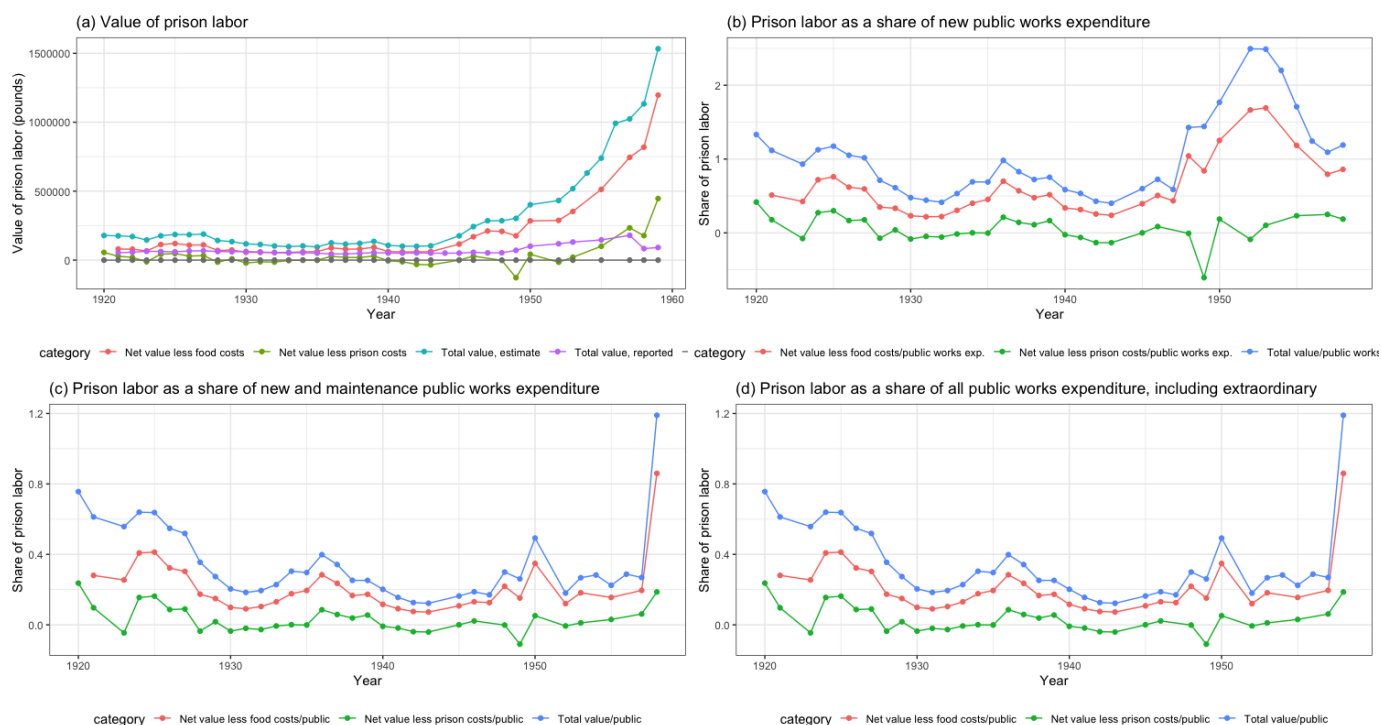 (a) Value of prison labor
Value of prison labor (pounds)
1500000
1000000
500000
0
1920
1930
1940
1950
1960
Year
category Net value less food costs Net value less prison costs Total value, estimate Total value, reported
(b) Prison labor as a share of new public works expenditure
Share of prison labor
2
1
0
1920
1930
1940
1950
Year
category Net value less food costs/public works exp. Net value less prison costs/public works exp. Total value/public works
(c) Prison labor as a share of new and maintenance public works expenditure
Share of prison labor
1.2
0.8
0.4
0.0
1920
1930
1940
1950
Year
category Net value less food costs/public Net value less prison costs/public Total value/public
(d) Prison labor as a share of all public works expenditure, including extraordinary
Share of prison labor
1.2
0.8
0.4
0.0
1920
1930
1940
1950
Year
category Net value less food costs/public Net value less prison costs/public Total value/public